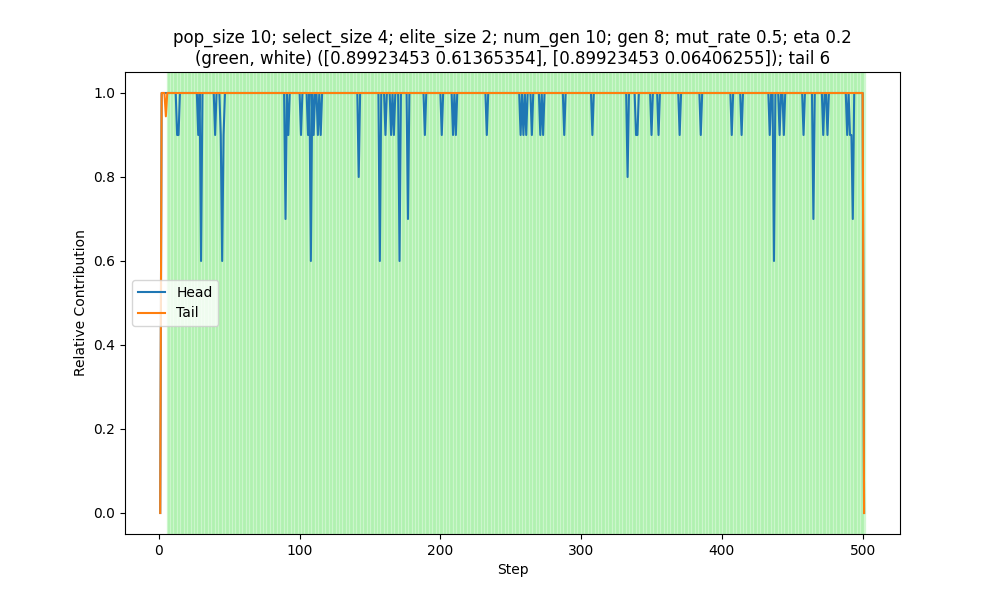 pop_size 10; select_size 4; elite_size 2; num_gen 10; gen 8; mut_rate 0.5; eta 0.2
(green, white) ([0.89923453 0.61365354], [0.89923453 0.06406255]); tail 6
1.0
0.8
0.6
0.4
0.2
0.0
Relative Contribution
Head
Tail
0
100
200
300
400
500
Step